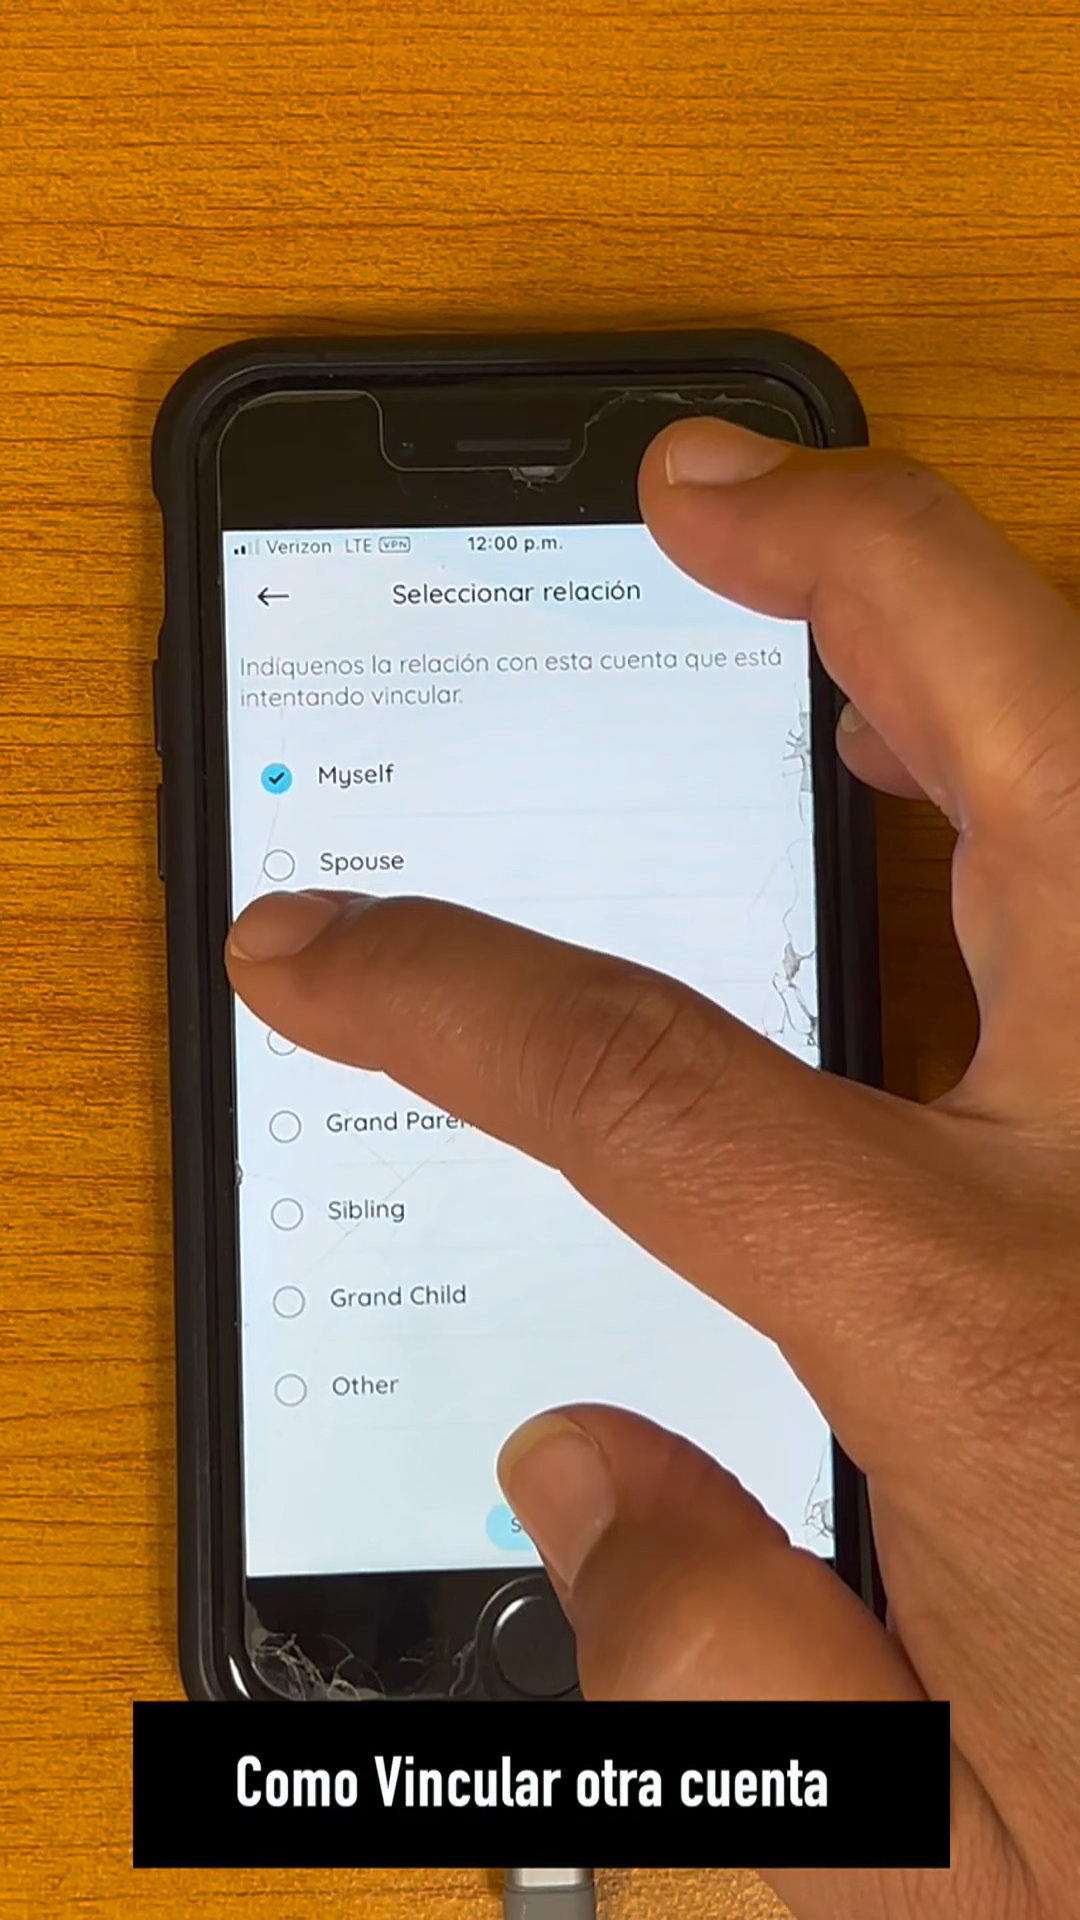 Verizon LTE VPN 12:00 p.m.
Seleccionar relación
Indíquenos la relación con esta cuenta que está
intentando vincular.
Myself
Spouse
Grand
Sibling
Grand Child
Other
Como Vincular otra cuenta